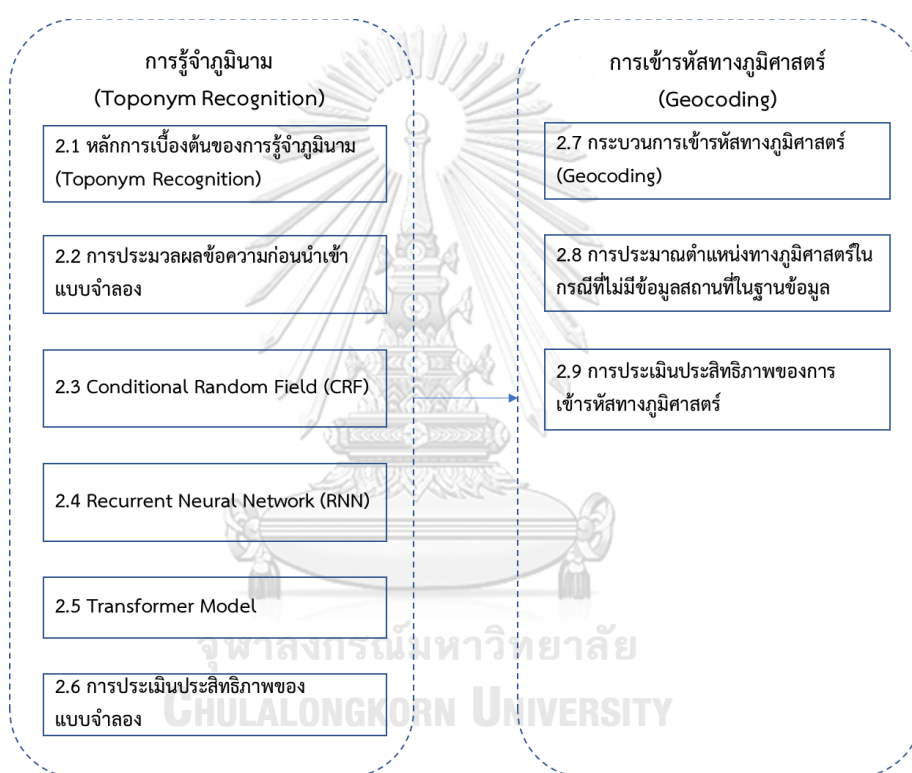 การรู้จำภูมินาม
(Toponym Recognition)
2.1 หลักการเบื้องต้นของการรู้จำภูมินาม
(Toponym Recognition)
2.2 การประมวลผลข้อความก่อนนำเข้า
แบบจำลอง
2.3 Conditional Random Field (CRF)
2.4 Recurrent Neural Network (RNN)
2.5 Transformer Model
2.6 การประเมินประสิทธิภาพของ
แบบจำลอง
การเข้ารหัสทางภูมิศาสตร์
(Geocoding)
2.7 กระบวนการเข้ารหัสทางภูมิศาสตร์
(Geocoding)
2.8 การประมาณตำแหน่งทางภูมิศาสตร์ใน
กรณีที่ไม่มีข้อมูลสถานที่ในฐานข้อมูล
2.9 การประเมินประสิทธิภาพของการ
เข้ารหัสทางภูมิศาสตร์
จุฬาลงกรณ์มหาวิทยาลัย
CHULALONGKORN UNIVERSITY